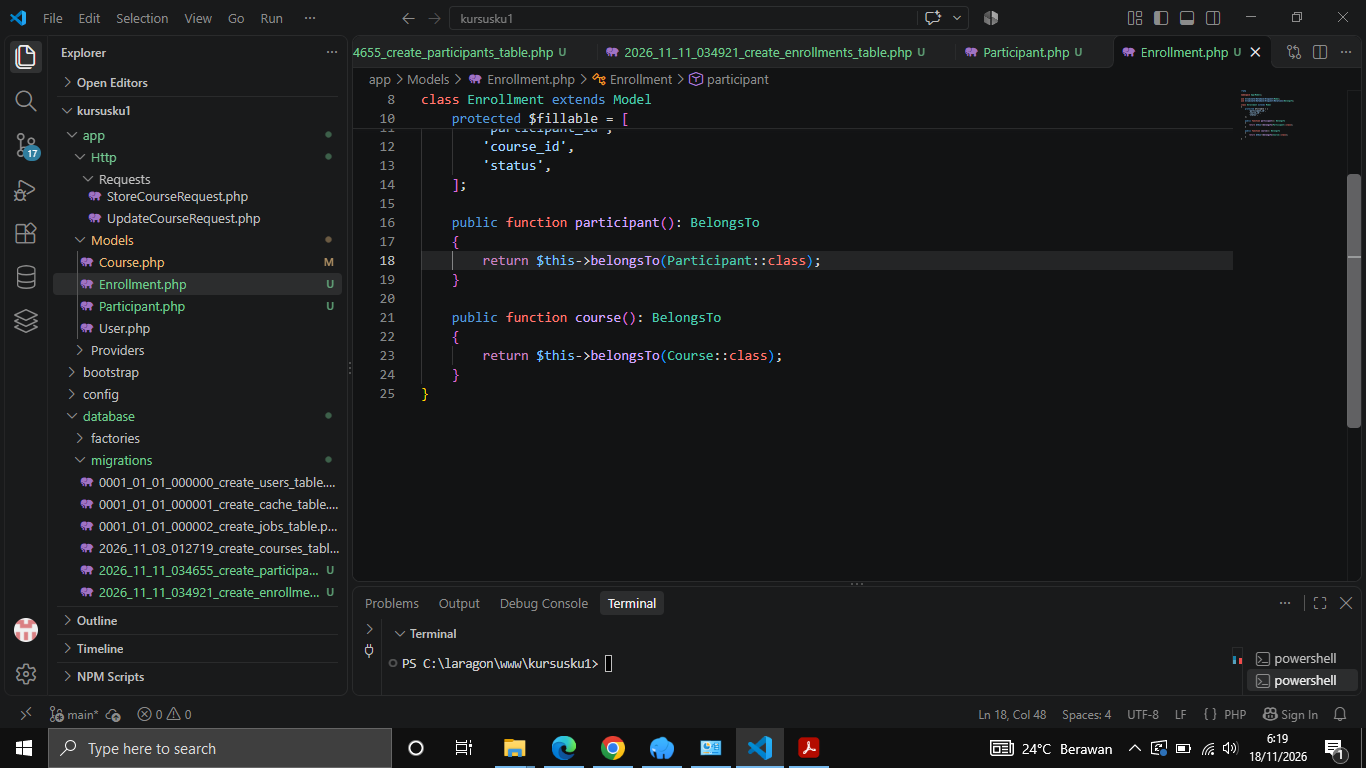 File Edit Selection View Go Run ··· kursusku1
Explorer ···
4655_create_participants_table.php U 2026_11_11_034921_create_enrollments_table.php U Participant.php U Enrollment.php U
app > Models > Enrollment.php > Enrollment > participant
Open Editors
kursusku1
app
Http
Requests
StoreCourseRequest.php
UpdateCourseRequest.php
Models
Course.php M
Enrollment.php U
Participant.php U
User.php
Providers
bootstrap
config
database
factories
migrations
0001_01_01_000000_create_users_table....
0001_01_01_000001_create_cache_table....
0001_01_01_000002_create_jobs_table.p...
2026_11_03_012719_create_courses_tabl...
2026_11_11_034655_create_participa... U
2026_11_11_034921_create_enrollme... U
Outline
Timeline
NPM Scripts
17
8 class Enrollment extends Model
10 protected $fillable = [
11 'participant_id',
12 'course_id',
13 'status',
14 ];
15
16 public function participant(): BelongsTo
17 {
18 return $this->belongsTo(Participant::class);
19 }
20
21 public function course(): BelongsTo
22 {
23 return $this->belongsTo(Course::class);
24 }
25 }
Problems Output Debug Console Terminal ···
Terminal
PS C:\laragon\www\kursusku1>
powershell
powershell
main* 0 0 Ln 18, Col 48 Spaces: 4 UTF-8 LF { } PHP Sign In
Type here to search 24°C Berawan 6:19
18/11/2026
1